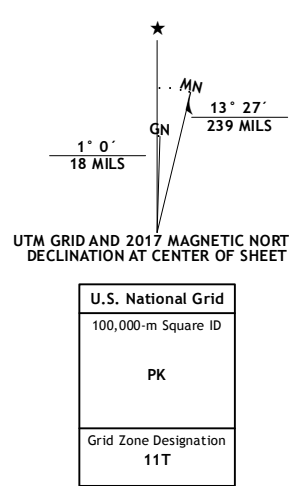 MN
13° 27´
239 MILS
GN
1° 0´
18 MILS
UTM GRID AND 2017 MAGNETIC NORT
DECLINATION AT CENTER OF SHEET
U.S. National Grid
100,000-m Square ID
PK
Grid Zone Designation
11T